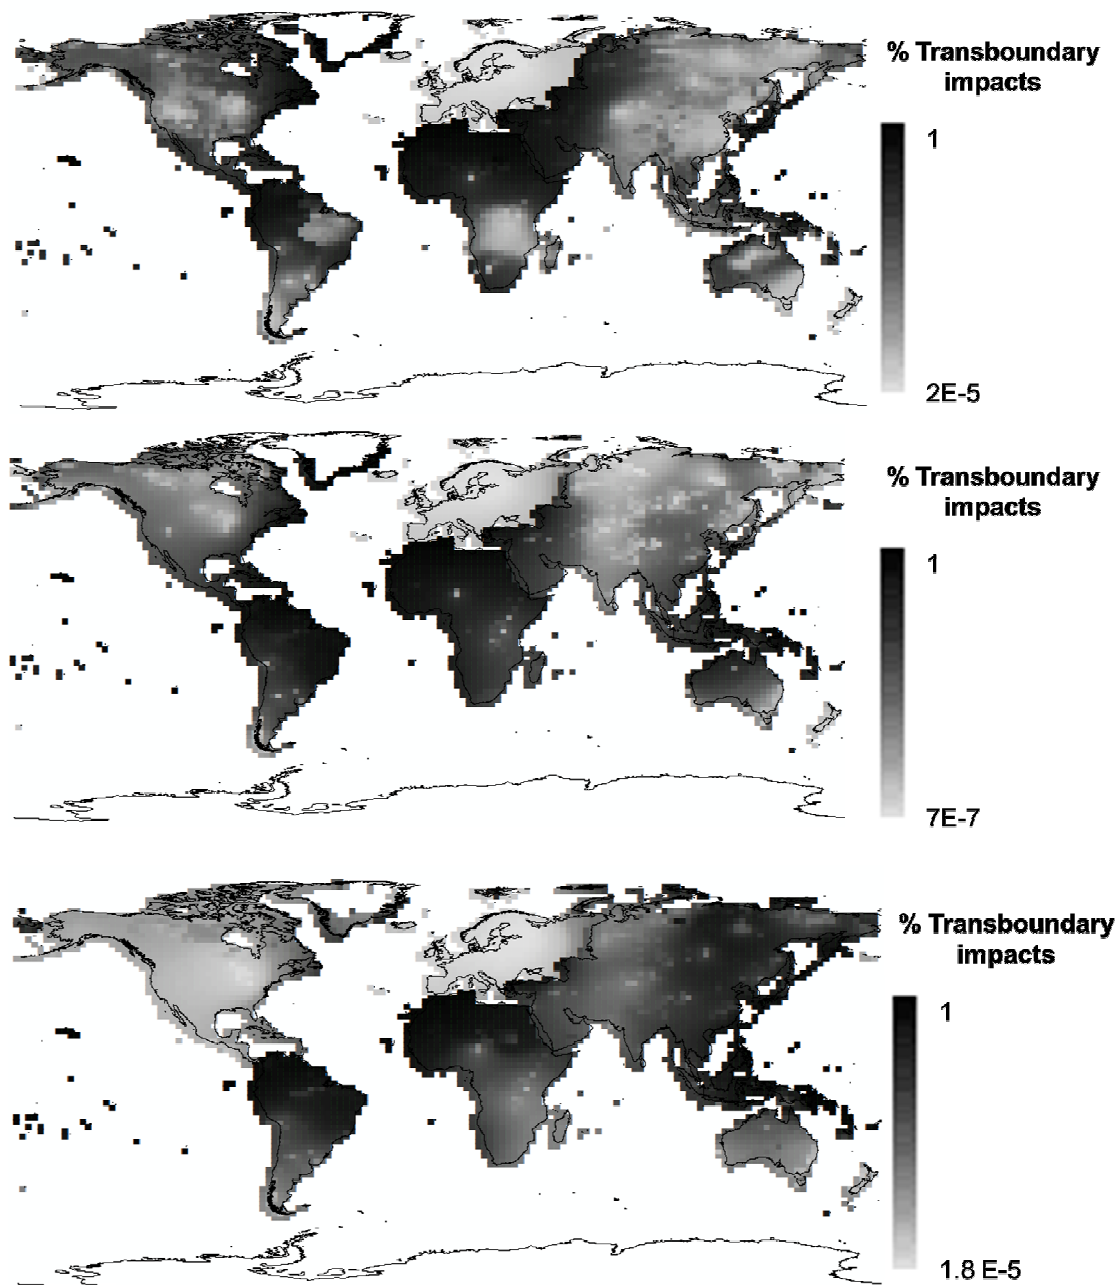 % Transboundary
impacts
1
2E-5
% Transboundary
impacts
1
7E-7
% Transboundary
impacts
1
1.8 E-5